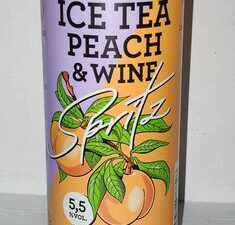 ICE TEA
PEACH
& WINE
Spritz
5,5
%VOL.